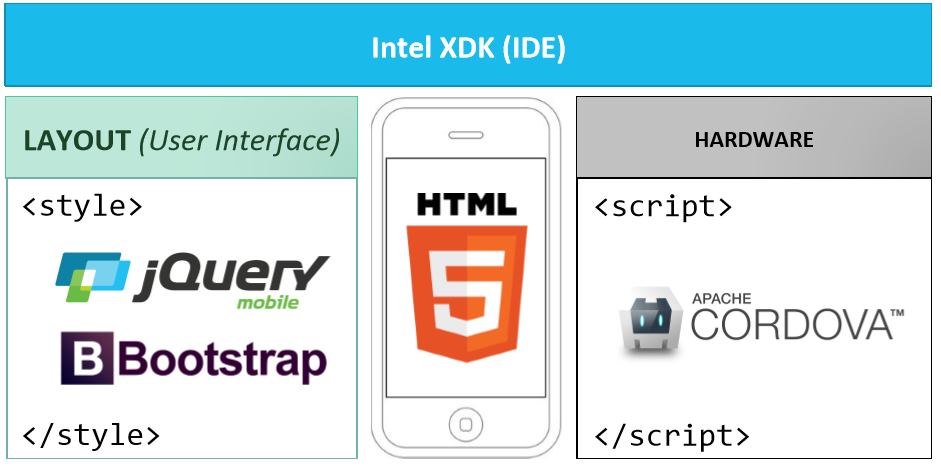 Intel XDK (IDE)
LAYOUT (User Interface)
<style>
jQuery
mobile
B Bootstrap
</style>
HTML
5
HARDWARE
<script>
APACHE
CORDOVA™
</script>